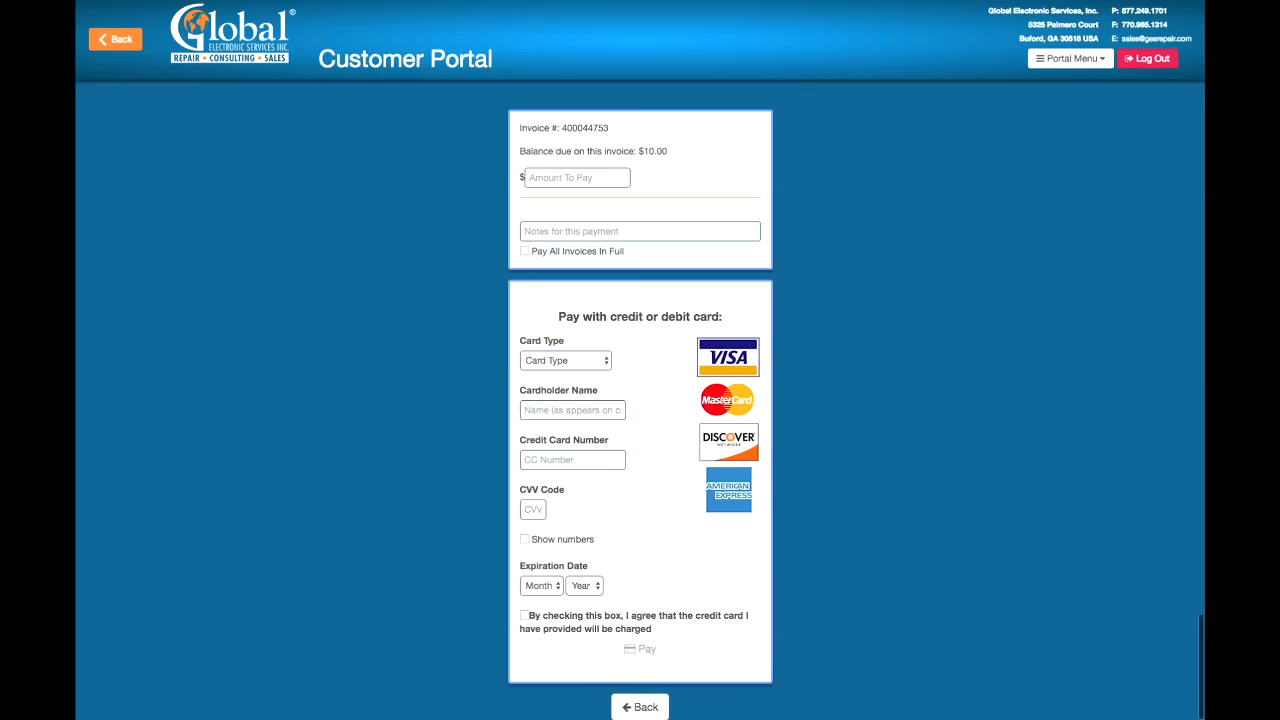 Back
Global®
ELECTRONIC SERVICES INC.
REPAIR • CONSULTING • SALES
Customer Portal
Global Electronic Services, Inc.
5325 Palmero Court
Buford, GA 30518 USA
P: 877.249.1701
F: 770.965.1314
E: sales@gesrepair.com
Portal Menu
Log Out
Invoice #: 400044753
Balance due on this invoice: $10.00
$ Amount To Pay
Notes for this payment
Pay All Invoices In Full
Pay with credit or debit card:
Card Type
Card Type
VISA
Cardholder Name
Name (as appears on c
MasterCard
Credit Card Number
CC Number
DISCOVER
NETWORK
CVV Code
CVV
AMERICAN
EXPRESS
Show numbers
Expiration Date
Month Year
By checking this box, I agree that the credit card I
have provided will be charged
Pay
Back